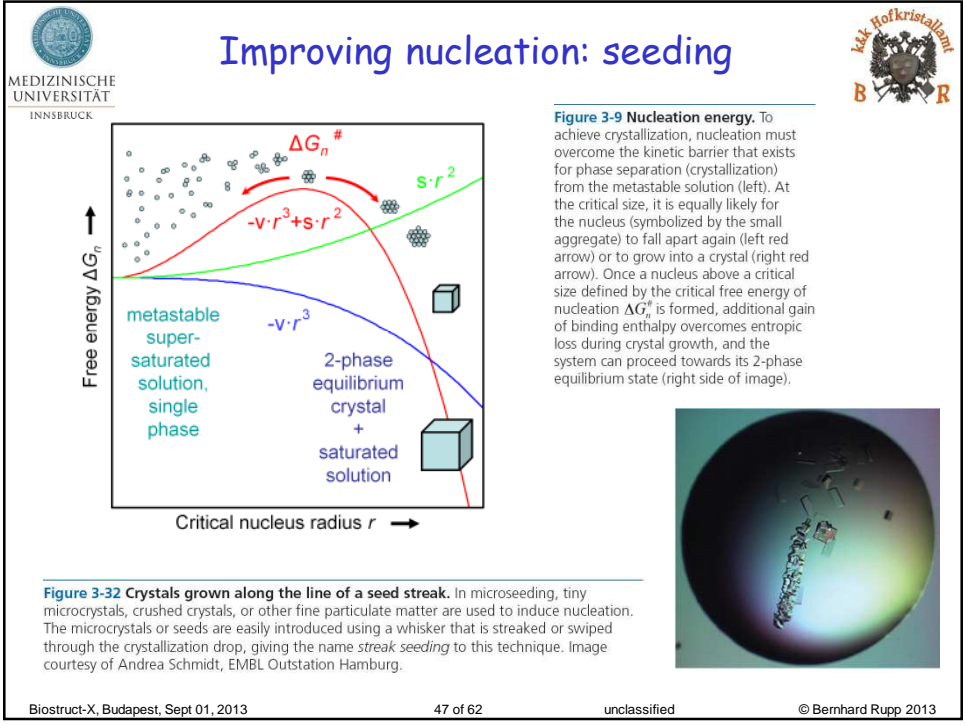 Improving nucleation: seeding
MEDIZINISCHE
UNIVERSITÄT
INNSBRUCK
k&k Hofkristallamt
B R
ΔGₙ#
s·r²
-v·r³+s·r²
-v·r³
Free energy ΔGₙ
metastable
super-
saturated
solution,
single
phase
2-phase
equilibrium
crystal
+
saturated
solution
Critical nucleus radius r
Figure 3-9 Nucleation energy. To
achieve crystallization, nucleation must
overcome the kinetic barrier that exists
for phase separation (crystallization)
from the metastable solution (left). At
the critical size, it is equally likely for
the nucleus (symbolized by the small
aggregate) to fall apart again (left red
arrow) or to grow into a crystal (right red
arrow). Once a nucleus above a critical
size defined by the critical free energy of
nucleation ΔGₙ# is formed, additional gain
of binding enthalpy overcomes entropic
loss during crystal growth, and the
system can proceed towards its 2-phase
equilibrium state (right side of image).
Figure 3-32 Crystals grown along the line of a seed streak. In microseeding, tiny
microcrystals, crushed crystals, or other fine particulate matter are used to induce nucleation.
The microcrystals or seeds are easily introduced using a whisker that is streaked or swiped
through the crystallization drop, giving the name streak seeding to this technique. Image
courtesy of Andrea Schmidt, EMBL Outstation Hamburg.
Biostruct-X, Budapest, Sept 01, 2013
47 of 62
unclassified
© Bernhard Rupp 2013